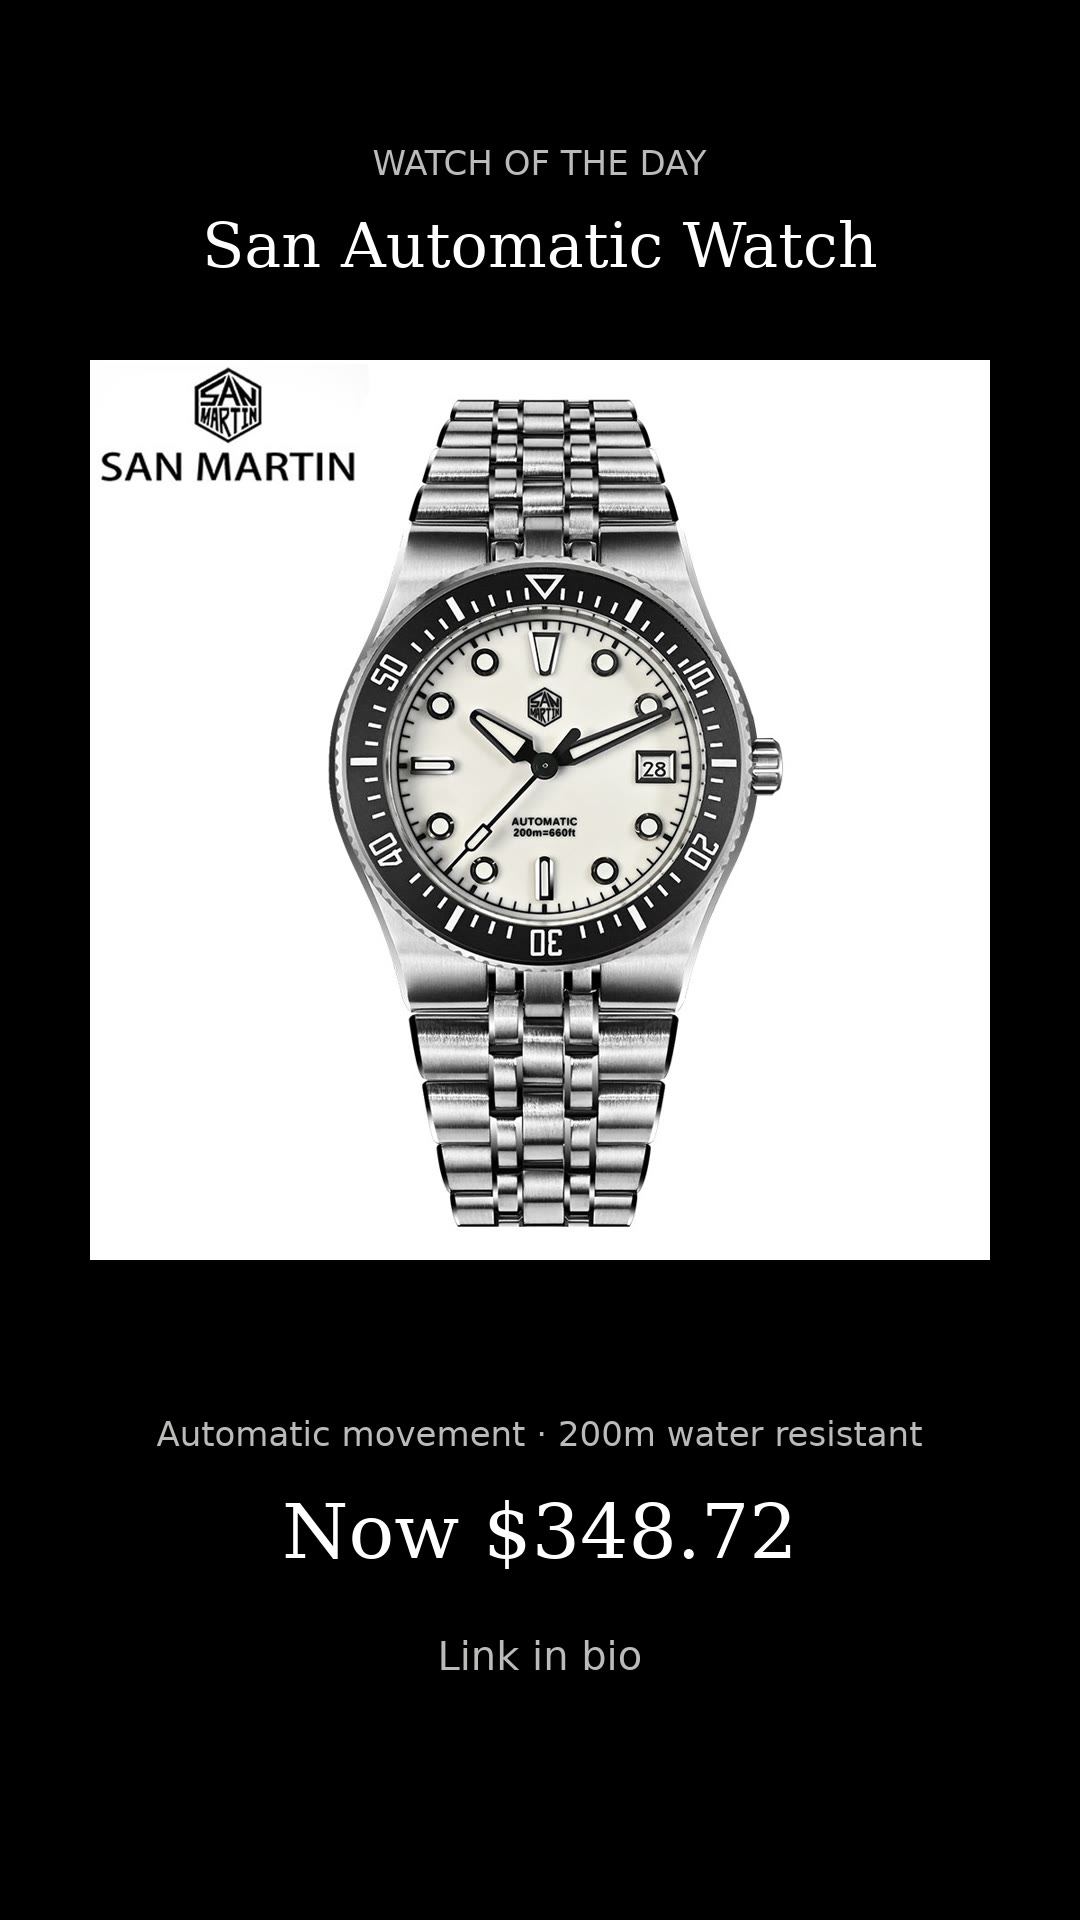 WATCH OF THE DAY
San Automatic Watch
SAN
MARTIN
SAN MARTIN
50
10
SAN
MARTIN
28
AUTOMATIC
200m=660ft
40
20
30
Automatic movement · 200m water resistant
Now $348.72
Link in bio